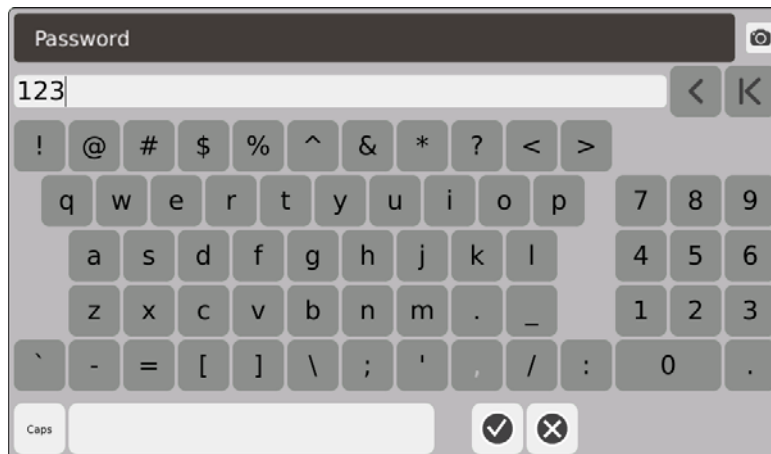 Password
123
! @ # $ % ^ & * ? < >
q w e r t y u i o p 7 8 9
a s d f g h j k l 4 5 6
z x c v b n m . _ 1 2 3
` - = [ ] \ ; ' , / : 0 .
Caps